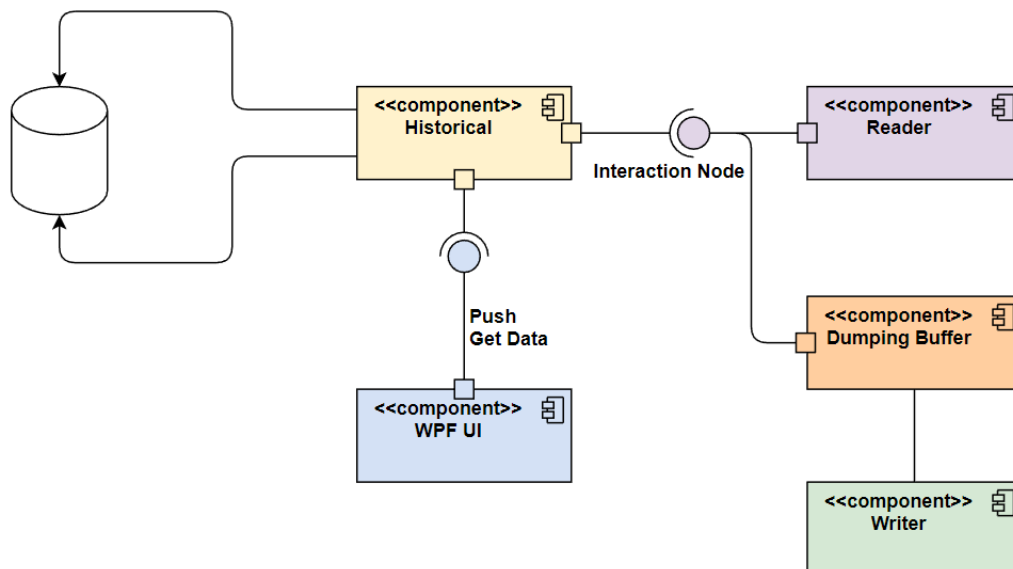 <<component>>
Historical
<<component>>
Reader
Interaction Node
<<component>>
Dumping Buffer
Push
Get Data
<<component>>
WPF UI
<<component>>
Writer